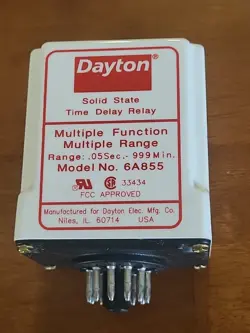 Dayton®
Solid State
Time Delay Relay
Multiple Function
Multiple Range
Range: .05Sec. - 999Min.
Model No. 6A855
33434
FCC APPROVED
Manufactured for Dayton Elec. Mfg. Co.
Niles, IL. 60714 USA